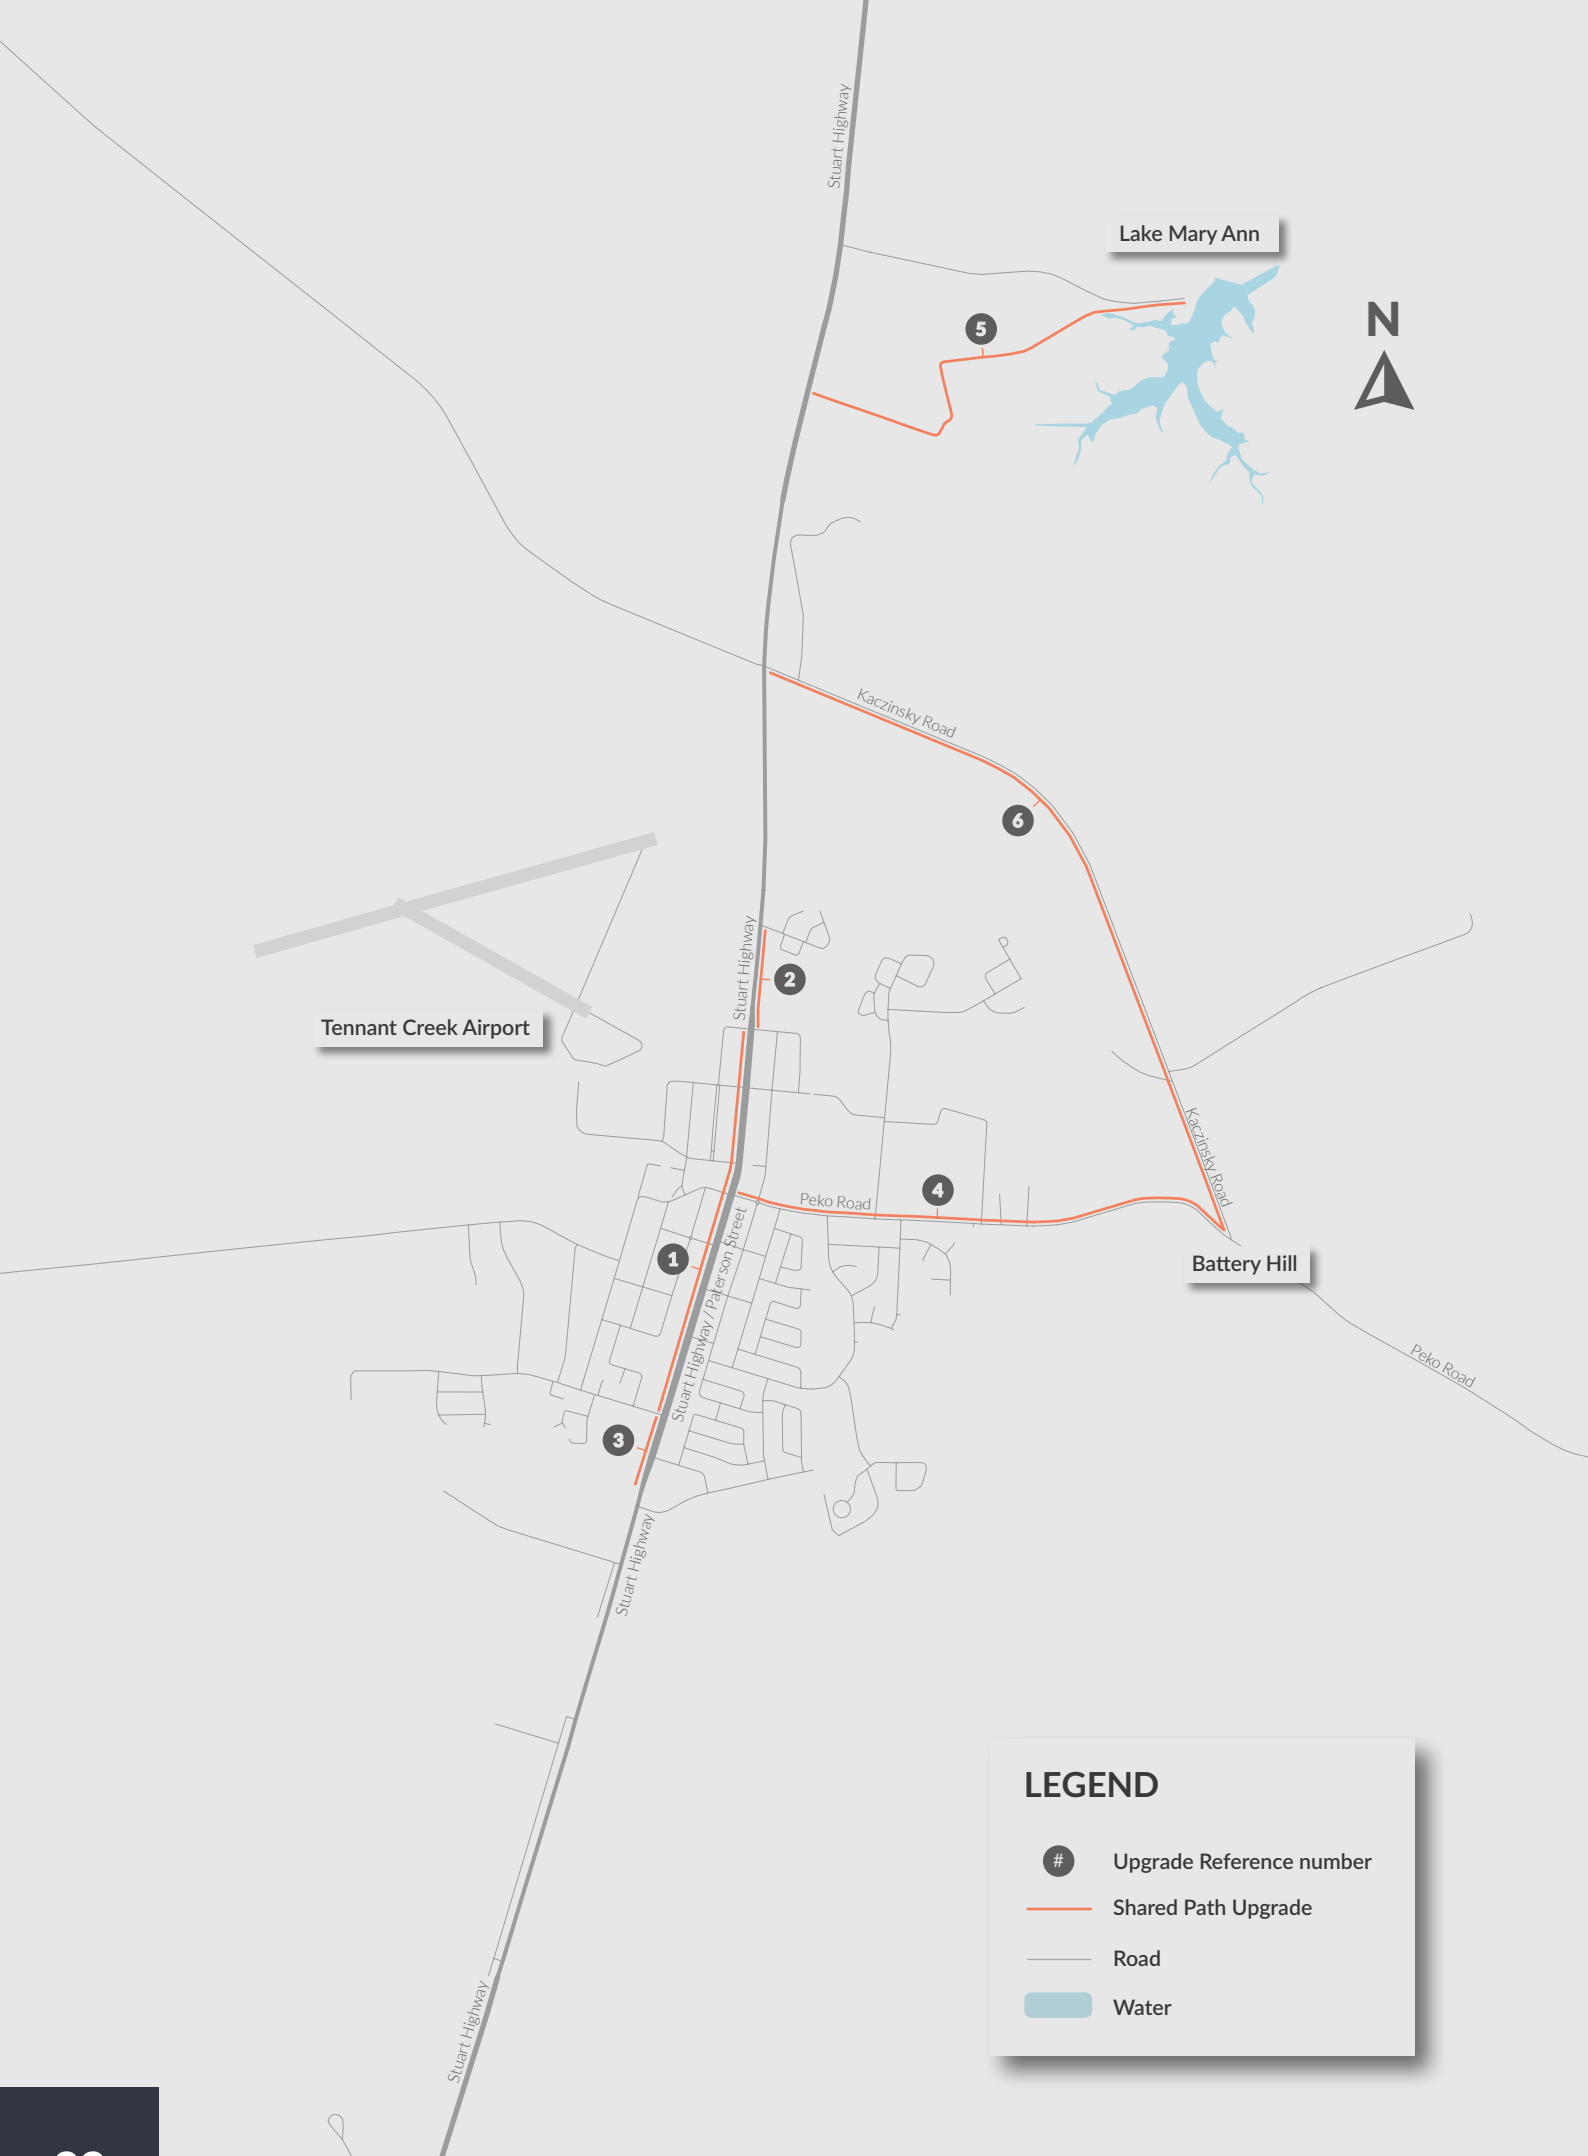 Stuart Highway
Lake Mary Ann
N
5
Kaczinsky Road
6
Stuart Highway
2
Tennant Creek Airport
Kaczinsky Road
4
Peko Road
1
Stuart Highway / Paterson Street
Battery Hill
Peko Road
3
Stuart Highway
LEGEND
# Upgrade Reference number
Shared Path Upgrade
Road
Water
Stuart Highway